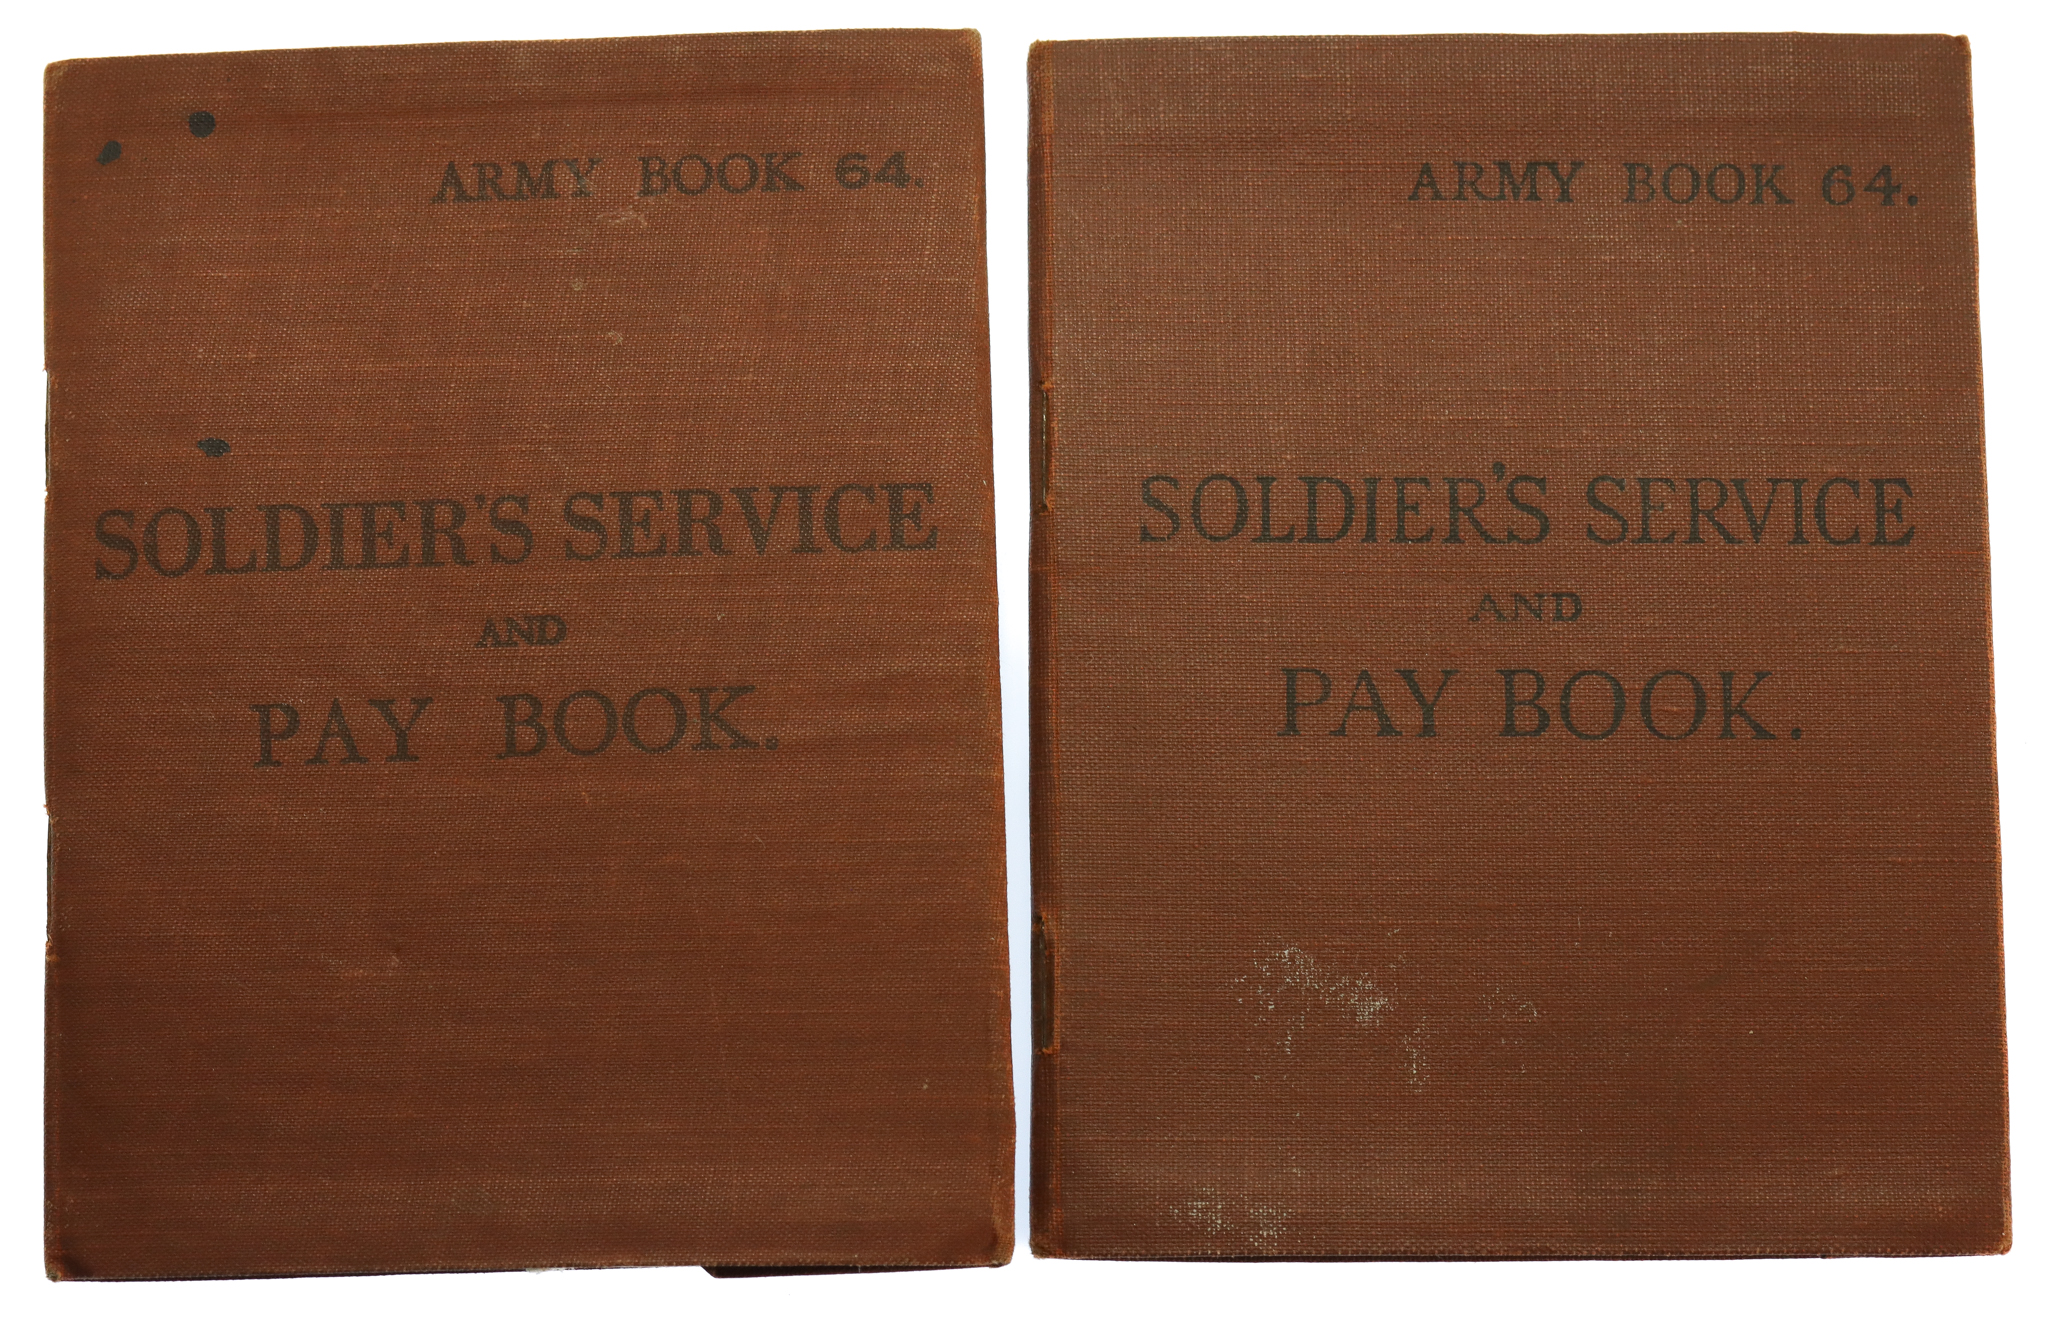 ARMY BOOK 64.
SOLDIER'S SERVICE
AND
PAY BOOK.
ARMY BOOK 64.
SOLDIER'S SERVICE
AND
PAY BOOK.